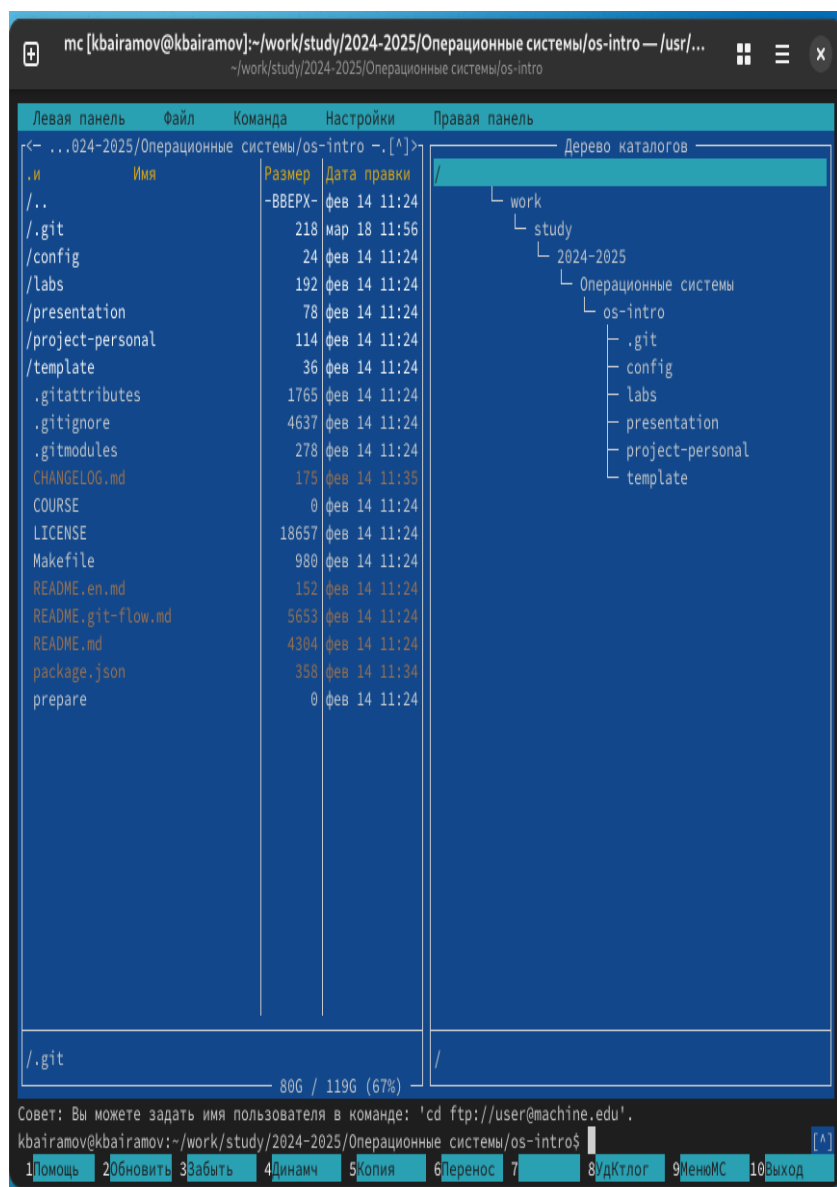 mc [kbairamov@kbairamov]:~/work/study/2024-2025/Операционные системы/os-intro — /usr/...
~/work/study/2024-2025/Операционные системы/os-intro
Левая панель Файл Команда Настройки Правая панель
<— ...024-2025/Операционные системы/os-intro —.[^]>
.и Имя Размер Дата правки
/.. -ВВЕРХ- фев 14 11:24
/.git 218 мар 18 11:56
/config 24 фев 14 11:24
/labs 192 фев 14 11:24
/presentation 78 фев 14 11:24
/project-personal 114 фев 14 11:24
/template 36 фев 14 11:24
.gitattributes 1765 фев 14 11:24
.gitignore 4637 фев 14 11:24
.gitmodules 278 фев 14 11:24
CHANGELOG.md 175 фев 14 11:35
COURSE 0 фев 14 11:24
LICENSE 18657 фев 14 11:24
Makefile 980 фев 14 11:24
README.en.md 152 фев 14 11:24
README.git-flow.md 5653 фев 14 11:24
README.md 4304 фев 14 11:24
package.json 358 фев 14 11:34
prepare 0 фев 14 11:24
/.git
80G / 119G (67%)
Дерево каталогов
/
work
study
2024-2025
Операционные системы
os-intro
.git
config
labs
presentation
project-personal
template
/
Совет: Вы можете задать имя пользователя в команде: 'cd ftp://user@machine.edu'.
kbairamov@kbairamov:~/work/study/2024-2025/Операционные системы/os-intro$ [^]
1Помощь 2Обновить 3Забыть 4Динамч 5Копия 6Перенос 7 8УдКтлог 9МенюМС 10Выход